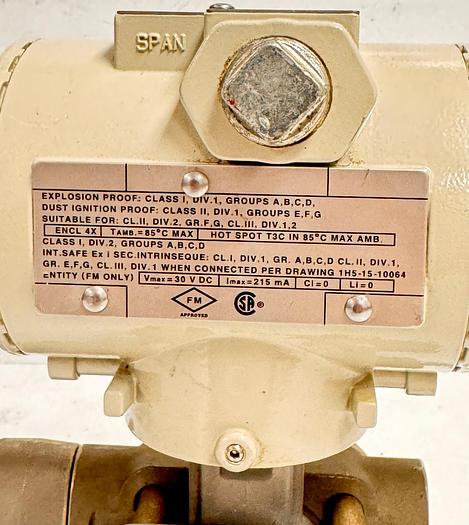 SPAN
EXPLOSION PROOF: CLASS I, DIV.1, GROUPS A,B,C,D,
DUST IGNITION PROOF: CLASS II, DIV.1, GROUPS E,F,G
SUITABLE FOR: CL.II, DIV.2, GR.F,G, CL.III, DIV.1,2
ENCL 4X TAMB.=85°C MAX HOT SPOT T3C IN 85°C MAX AMB.
CLASS I, DIV.2, GROUPS A,B,C,D
INT.SAFE Ex i SEC.INTRINSEQUE: CL.I, DIV.1, GR. A,B,C,D CL.II, DIV.1,
GR. E,F,G, CL.III, DIV.1 WHEN CONNECTED PER DRAWING 1H5-15-10064
ENTITY (FM ONLY) Vmax=30 V DC Imax=215 mA Ci=0 Li=0
FM SA ®
APPROVED